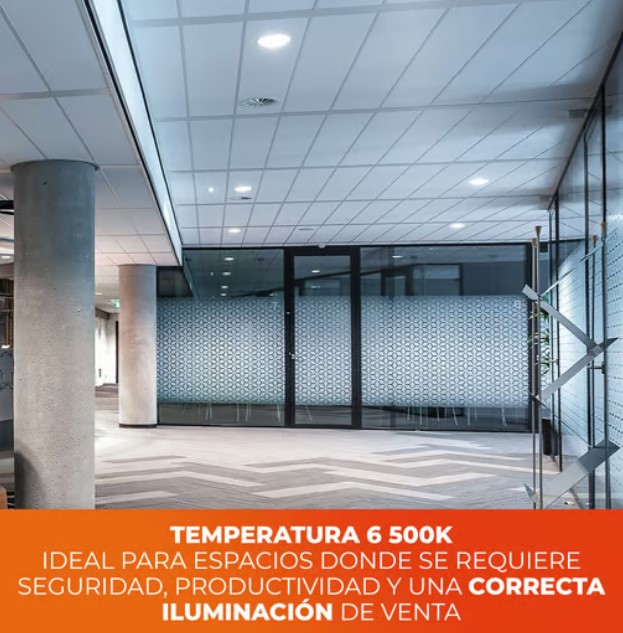 TEMPERATURA 6 500K
IDEAL PARA ESPACIOS DONDE SE REQUIERE
SEGURIDAD, PRODUCTIVIDAD Y UNA CORRECTA
ILUMINACIÓN DE VENTA